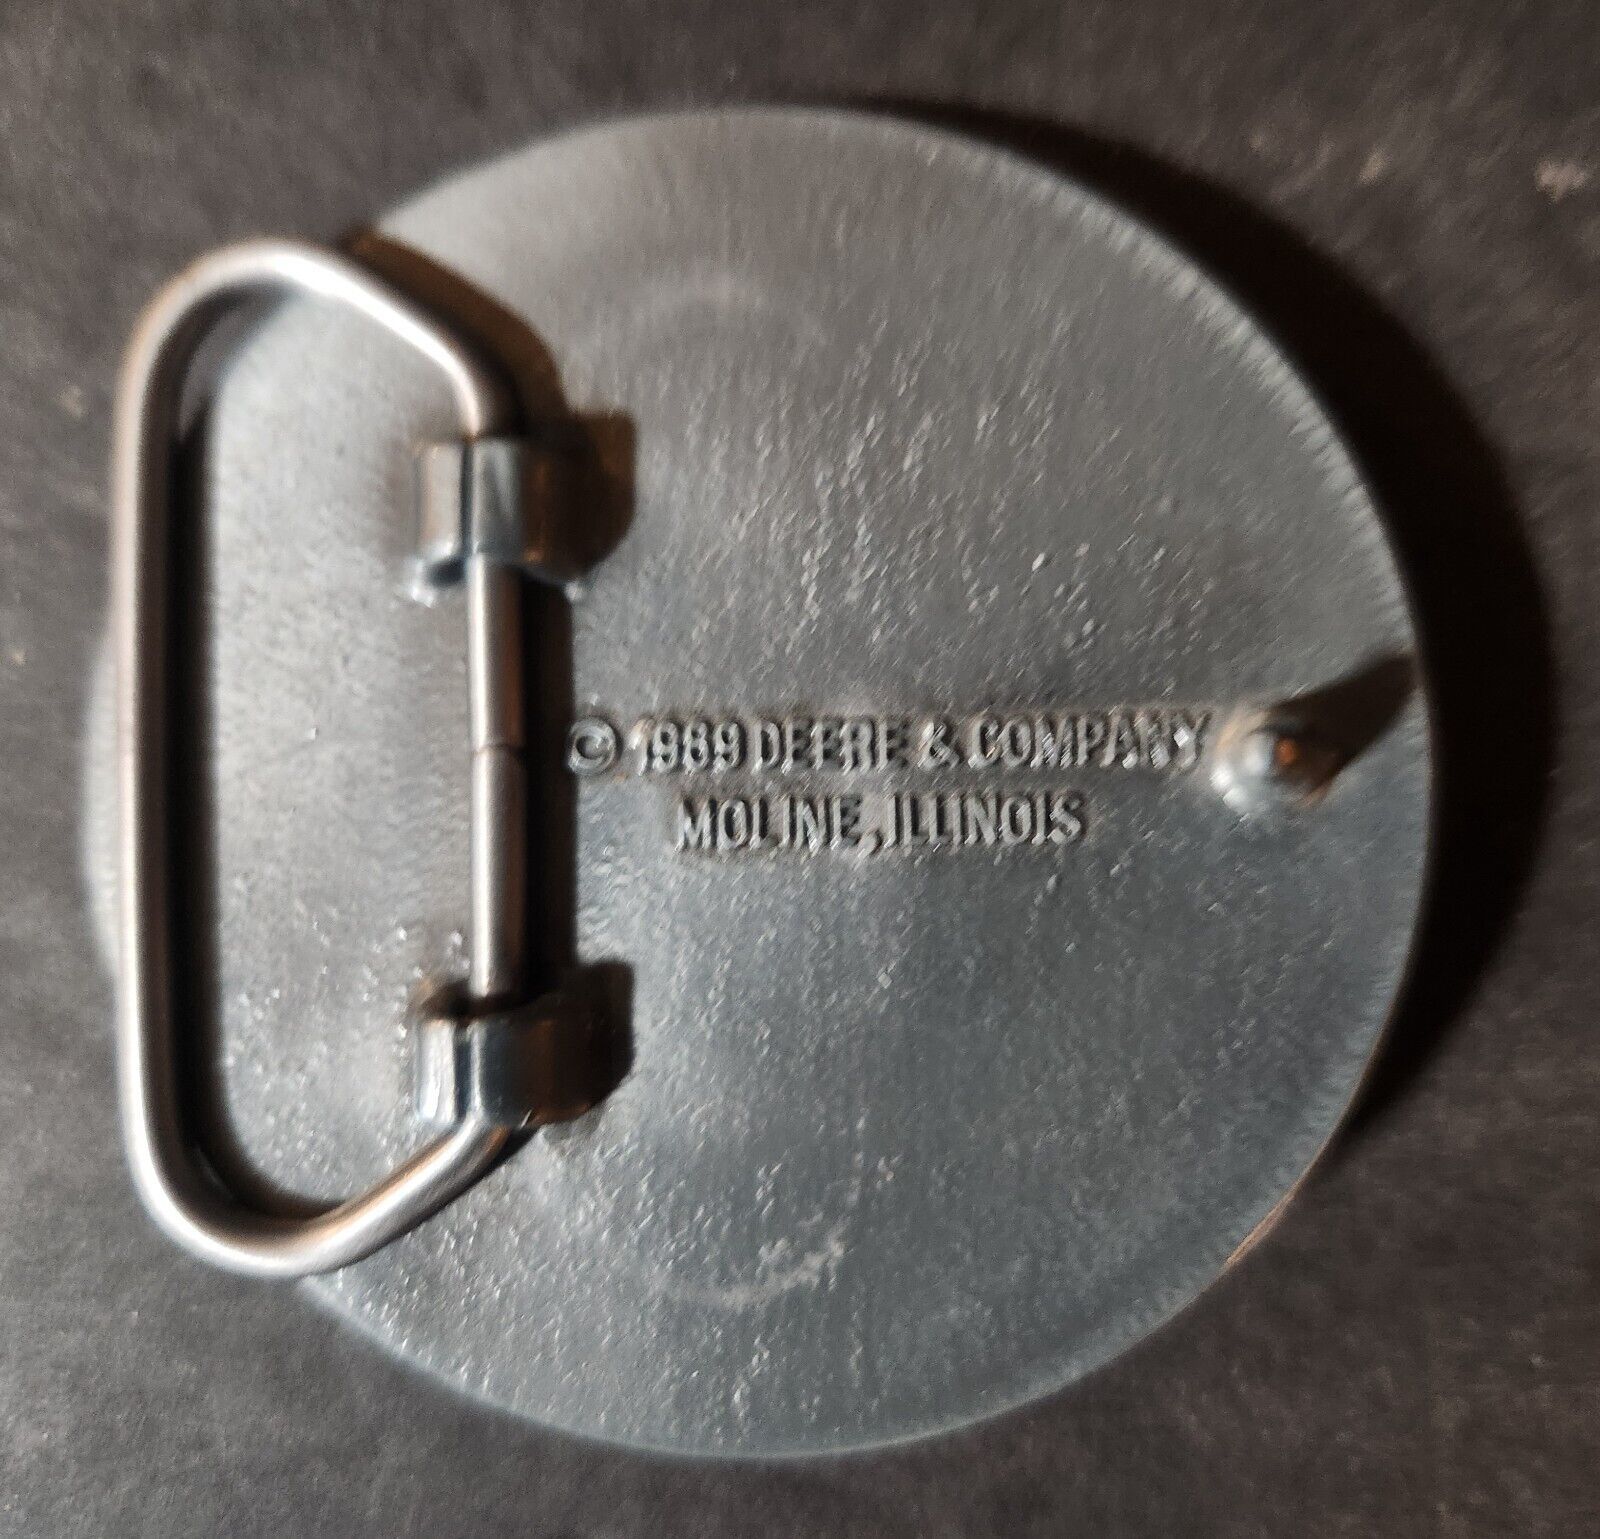 © 1989 DEERE & COMPANY
MOLINE, ILLINOIS